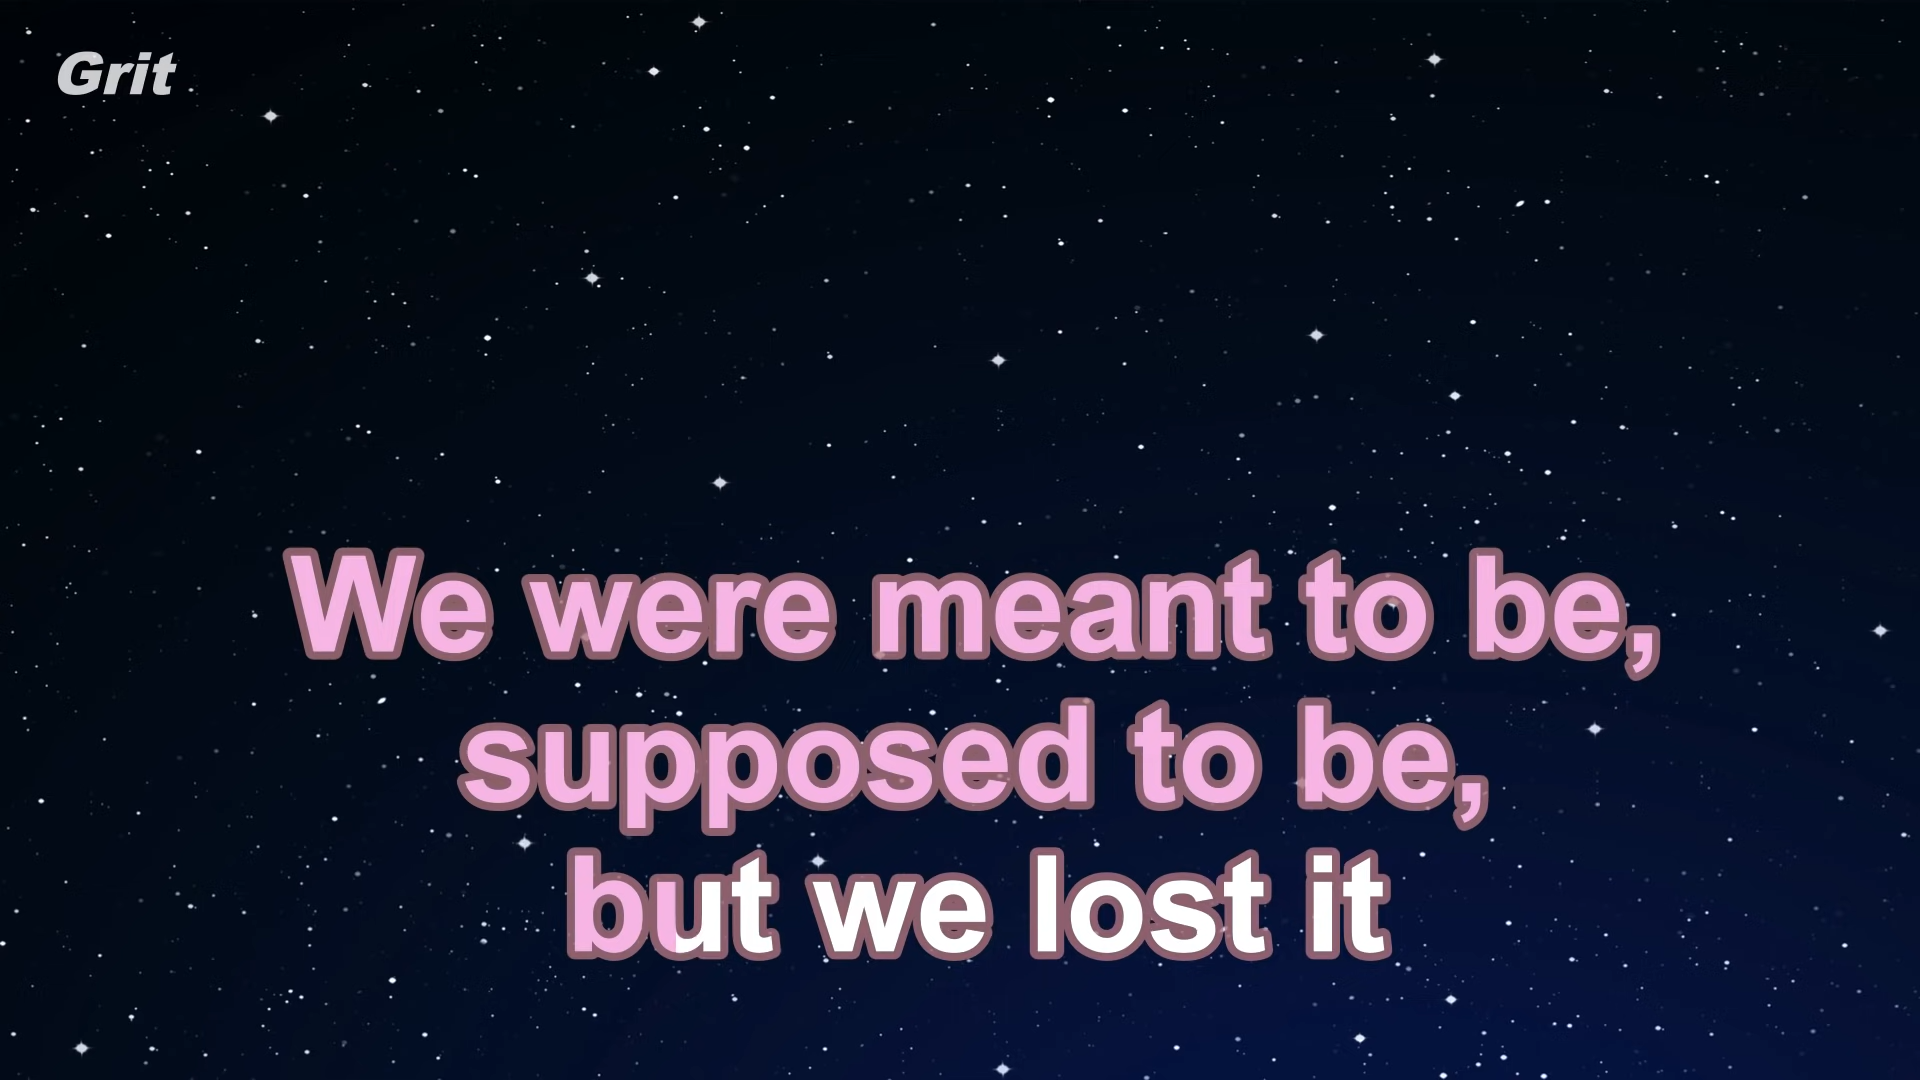 Grit
We were meant to be,
supposed to be,
but we lost it